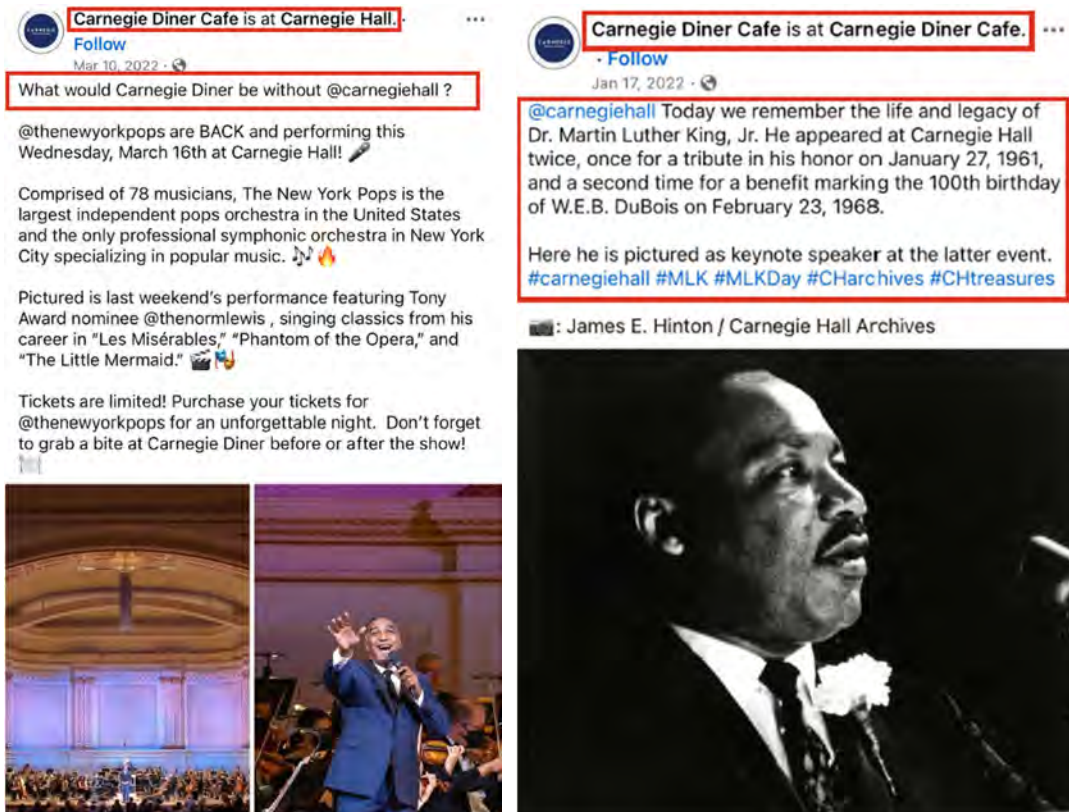 Carnegie Diner Cafe is at Carnegie Hall. ·
Follow
Mar 10, 2022 ·
What would Carnegie Diner be without @carnegiehall ?
@thenewyorkpops are BACK and performing this
Wednesday, March 16th at Carnegie Hall! 🎤
Comprised of 78 musicians, The New York Pops is the
largest independent pops orchestra in the United States
and the only professional symphonic orchestra in New York
City specializing in popular music. 🎶🔥
Pictured is last weekend's performance featuring Tony
Award nominee @thenormlewis , singing classics from his
career in "Les Misérables," "Phantom of the Opera," and
"The Little Mermaid." 🎬🧜‍♀️
Tickets are limited! Purchase your tickets for
@thenewyorkpops for an unforgettable night. Don't forget
to grab a bite at Carnegie Diner before or after the show!
🍽️
Carnegie Diner Cafe is at Carnegie Diner Cafe.
· Follow
Jan 17, 2022 ·
@carnegiehall Today we remember the life and legacy of
Dr. Martin Luther King, Jr. He appeared at Carnegie Hall
twice, once for a tribute in his honor on January 27, 1961,
and a second time for a benefit marking the 100th birthday
of W.E.B. DuBois on February 23, 1968.
Here he is pictured as keynote speaker at the latter event.
#carnegiehall #MLK #MLKDay #CHarchives #CHtreasures
📷: James E. Hinton / Carnegie Hall Archives